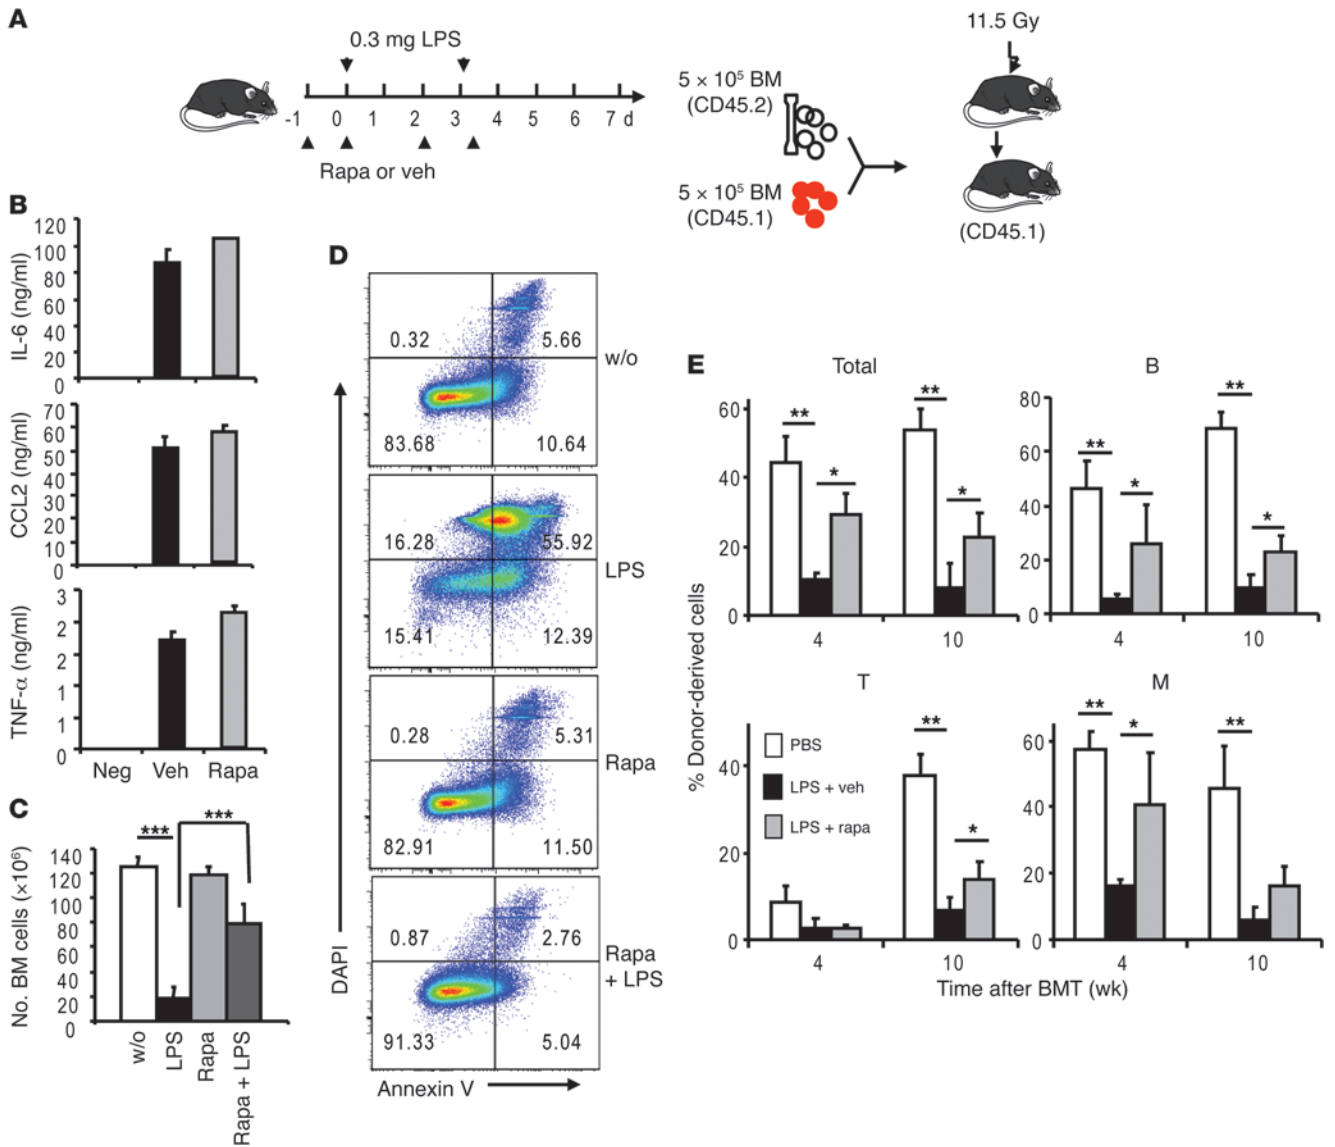 A
0.3 mg LPS
-1 0 1 2 3 4 5 6 7 d
Rapa or veh
5 × 10⁵ BM
(CD45.2)
5 × 10⁵ BM
(CD45.1)
11.5 Gy
(CD45.1)
B
IL-6 (ng/ml)
120
100
80
60
40
20
0
CCL2 (ng/ml)
70
60
50
40
30
20
10
0
TNF-α (ng/ml)
3
2
2
1
1
0
Neg Veh Rapa
C
No. BM cells (×10⁶)
140
120
100
80
60
40
20
0
*** ***
w/o
LPS
Rapa
Rapa + LPS
D
0.32 5.66
83.68 10.64
w/o
16.28 55.92
15.41 12.39
LPS
0.28 5.31
82.91 11.50
Rapa
0.87 2.76
91.33 5.04
Rapa
+ LPS
DAPI
Annexin V
E
% Donor-derived cells
Total
60
40
20
0
** * ** *
4 10
B
80
60
40
20
0
** * ** *
4 10
T
40
20
0
** *
PBS
LPS + veh
LPS + rapa
4 10
M
60
40
20
0
** * **
4 10
Time after BMT (wk)